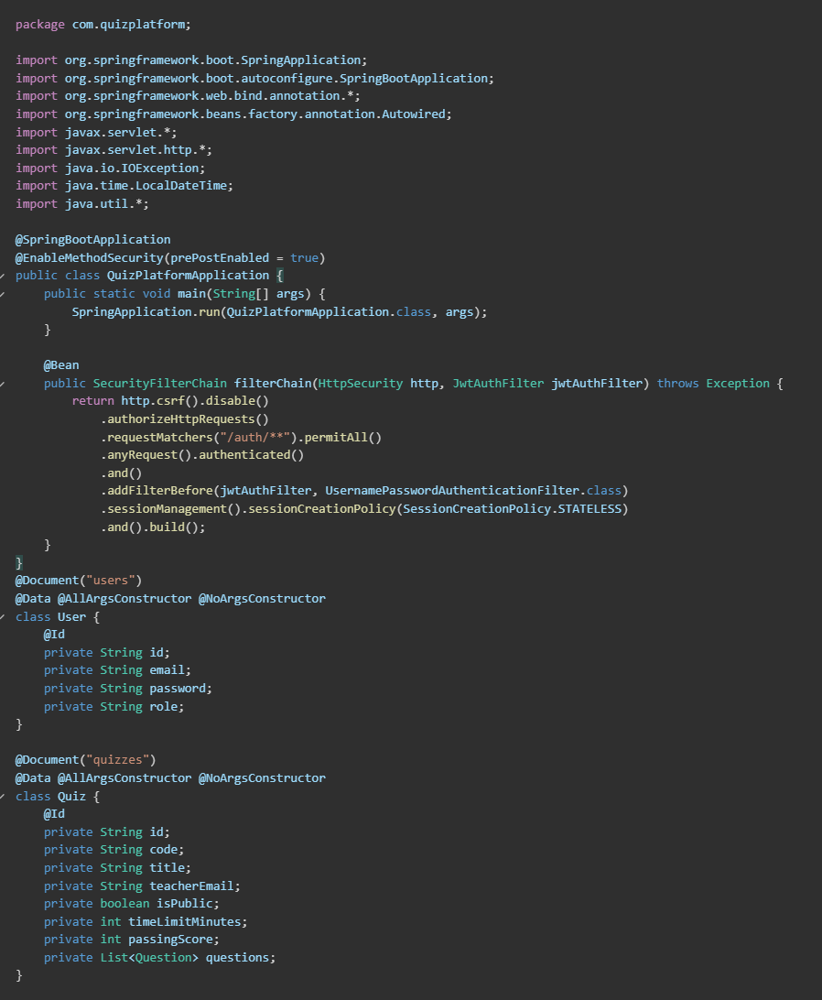 package com.quizplatform;

import org.springframework.boot.SpringApplication;
import org.springframework.boot.autoconfigure.SpringBootApplication;
import org.springframework.web.bind.annotation.*;
import org.springframework.beans.factory.annotation.Autowired;
import javax.servlet.*;
import javax.servlet.http.*;
import java.io.IOException;
import java.time.LocalDateTime;
import java.util.*;

@SpringBootApplication
@EnableMethodSecurity(prePostEnabled = true)
public class QuizPlatformApplication {
    public static void main(String[] args) {
        SpringApplication.run(QuizPlatformApplication.class, args);
    }

    @Bean
    public SecurityFilterChain filterChain(HttpSecurity http, JwtAuthFilter jwtAuthFilter) throws Exception {
        return http.csrf().disable()
            .authorizeHttpRequests()
            .requestMatchers("/auth/**").permitAll()
            .anyRequest().authenticated()
            .and()
            .addFilterBefore(jwtAuthFilter, UsernamePasswordAuthenticationFilter.class)
            .sessionManagement().sessionCreationPolicy(SessionCreationPolicy.STATELESS)
            .and().build();
    }
}
@Document("users")
@Data @AllArgsConstructor @NoArgsConstructor
class User {
    @Id
    private String id;
    private String email;
    private String password;
    private String role;
}

@Document("quizzes")
@Data @AllArgsConstructor @NoArgsConstructor
class Quiz {
    @Id
    private String id;
    private String code;
    private String title;
    private String teacherEmail;
    private boolean isPublic;
    private int timeLimitMinutes;
    private int passingScore;
    private List<Question> questions;
}